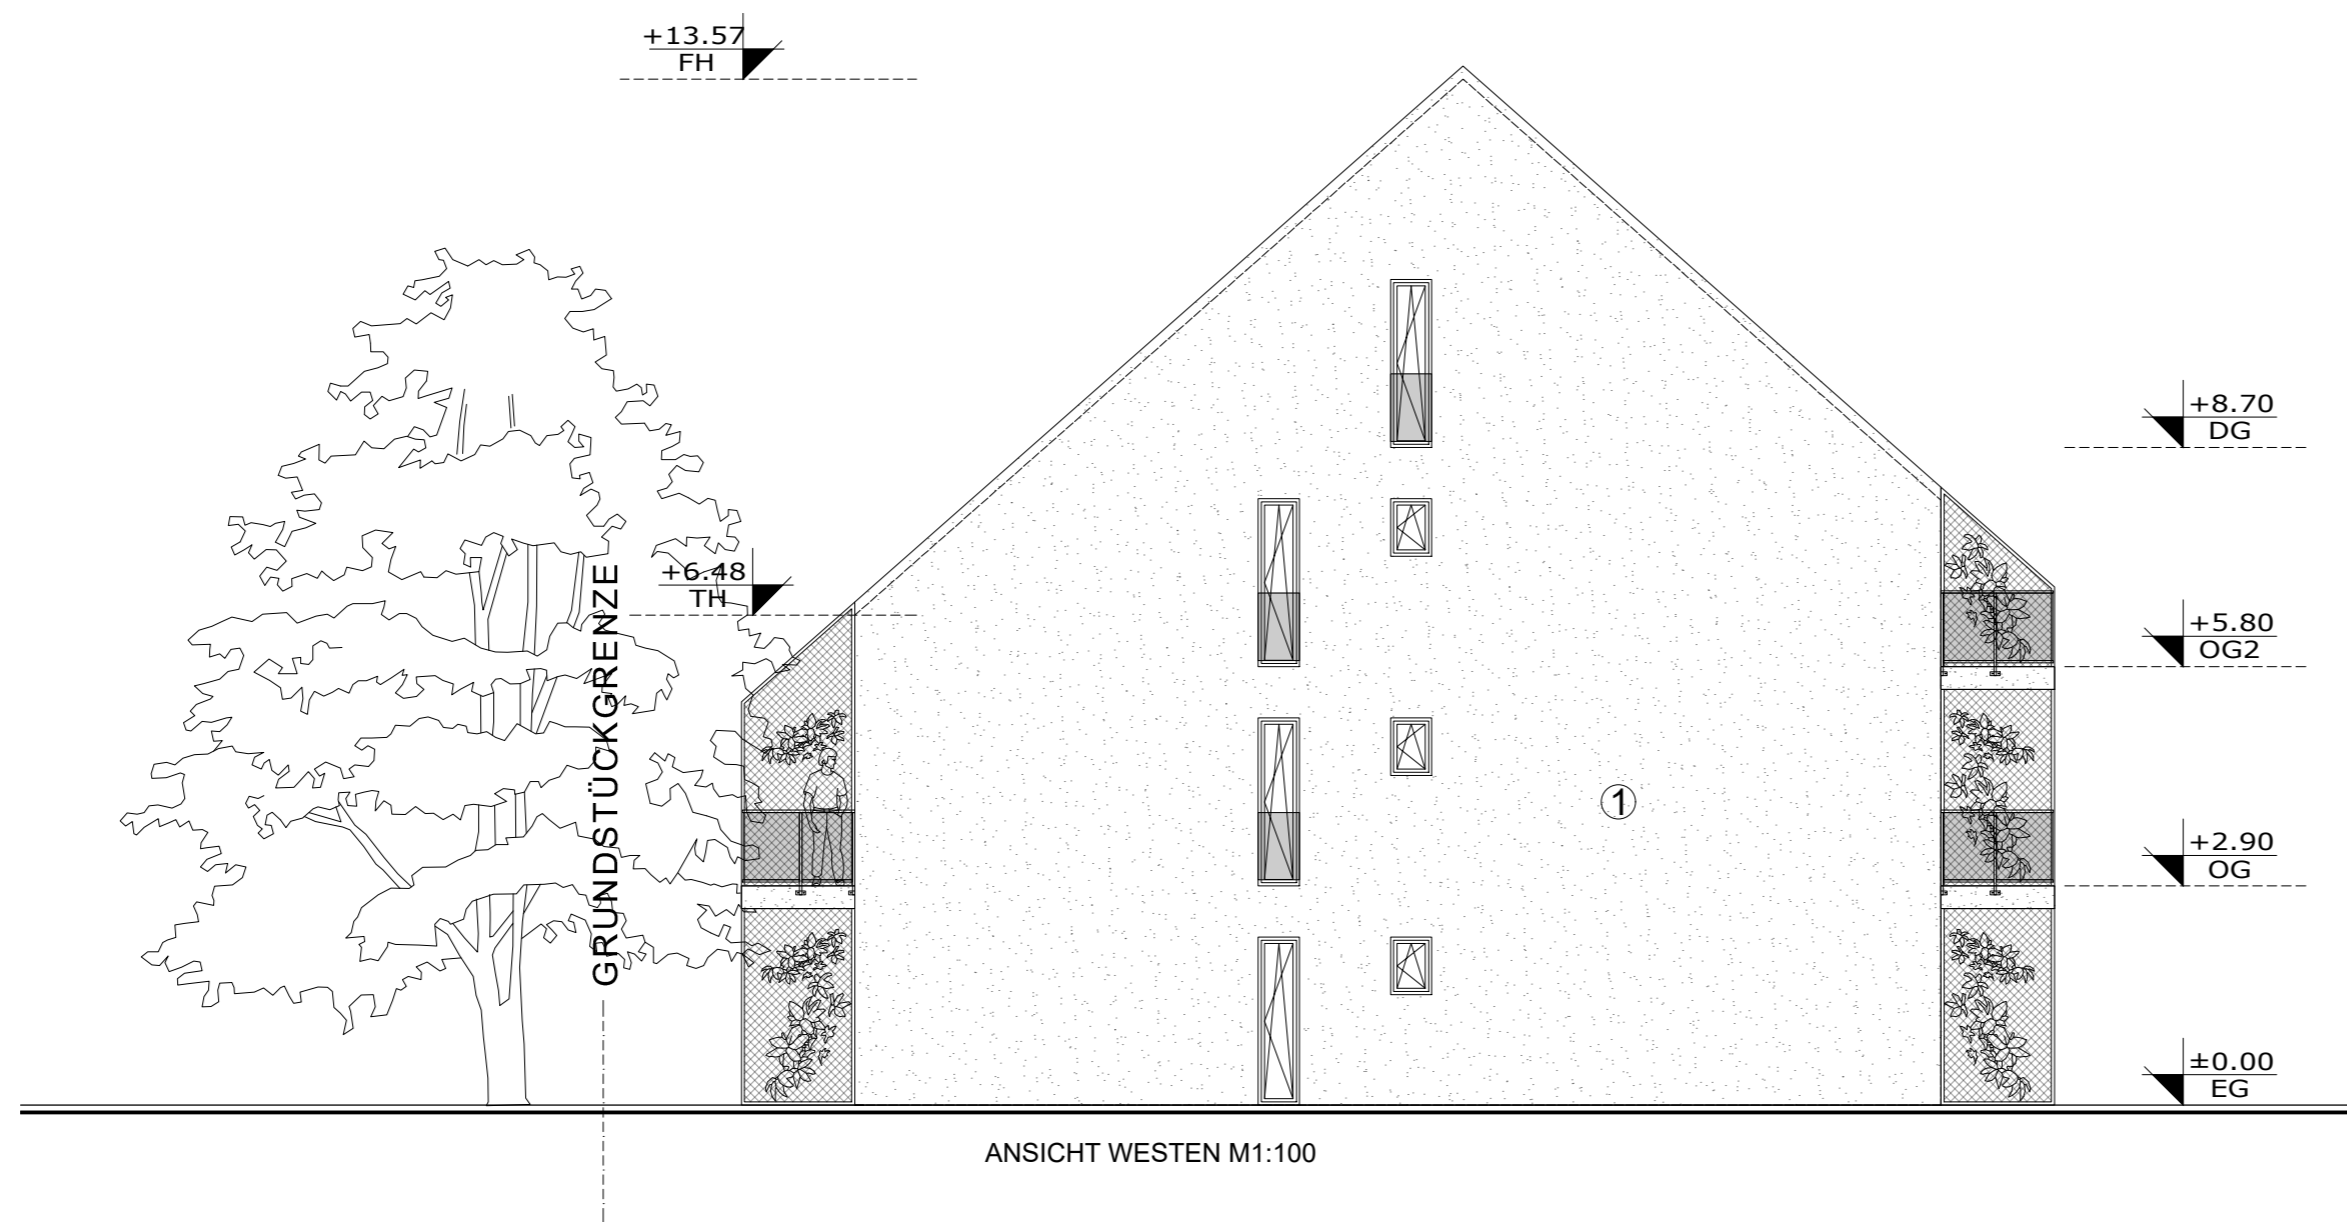 +13.57
FH
+8.70
DG
+6.48
TH
GRUNDSTÜCKGRENZE
+5.80
OG2
1
+2.90
OG
±0.00
EG
ANSICHT WESTEN M1:100